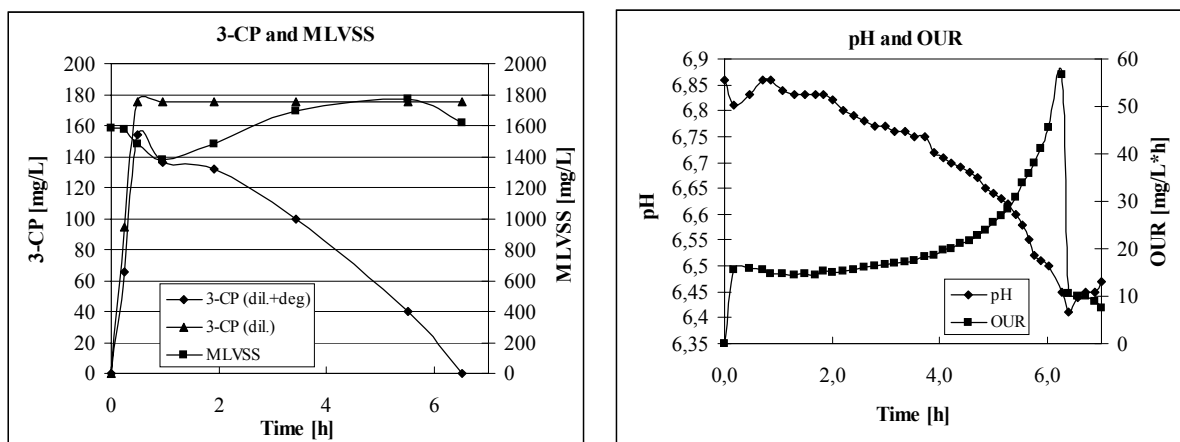 3-CP and MLVSS
200
180
160
140
120
100
80
60
40
20
0
3-CP [mg/L]
2000
1800
1600
1400
1200
1000
800
600
400
200
0
MLVSS [mg/L]
3-CP (dil.+deg)
3-CP (dil.)
MLVSS
0 2 4 6
Time [h]
pH and OUR
6,9
6,85
6,8
6,75
6,7
6,65
6,6
6,55
6,5
6,45
6,4
6,35
pH
60
50
40
30
20
10
0
OUR [mg/L*h]
pH
OUR
0,0 2,0 4,0 6,0
Time [h]